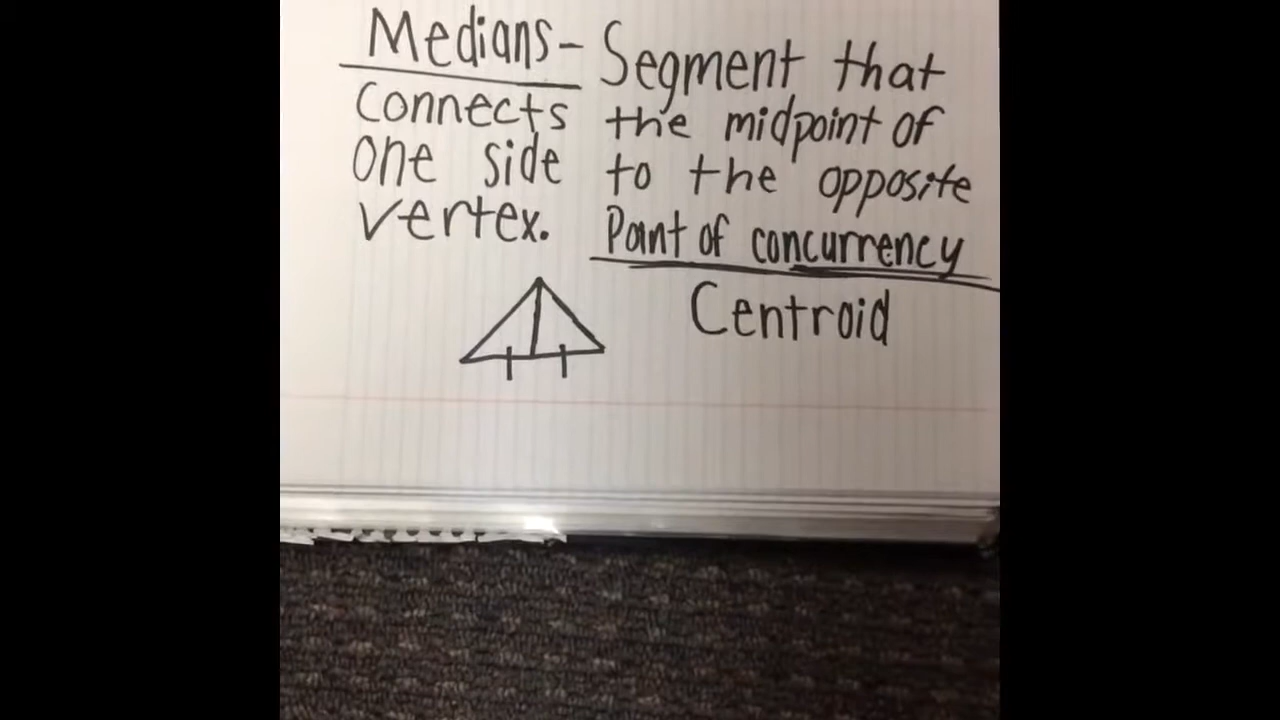 Medians - Segment that
connects the midpoint of
one side to the opposite
vertex. Point of concurrency
Centroid